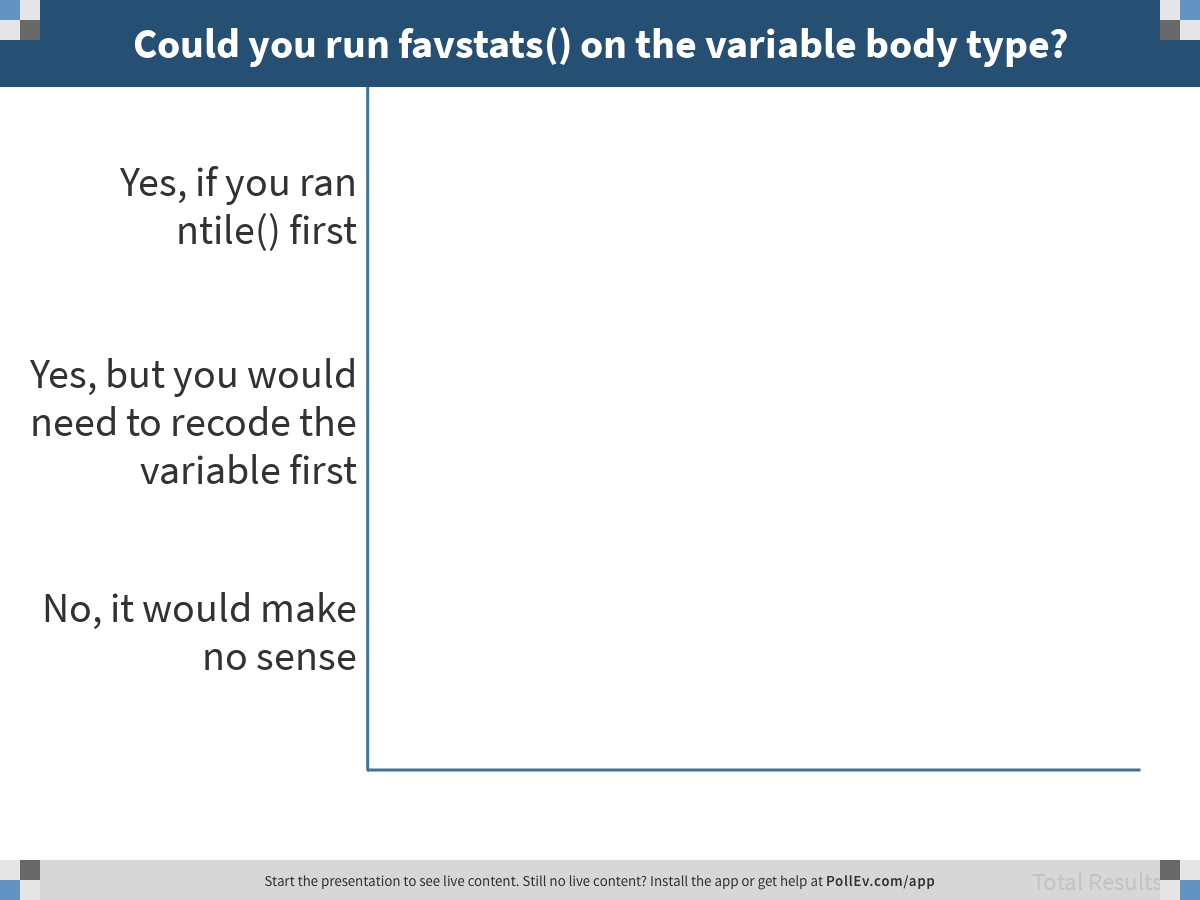 Could you run favstats() on the variable body type?
Yes, if you ran
ntile() first
Yes, but you would
need to recode the
variable first
No, it would make
no sense
Start the presentation to see live content. Still no live content? Install the app or get help at PollEv.com/app
Total Results